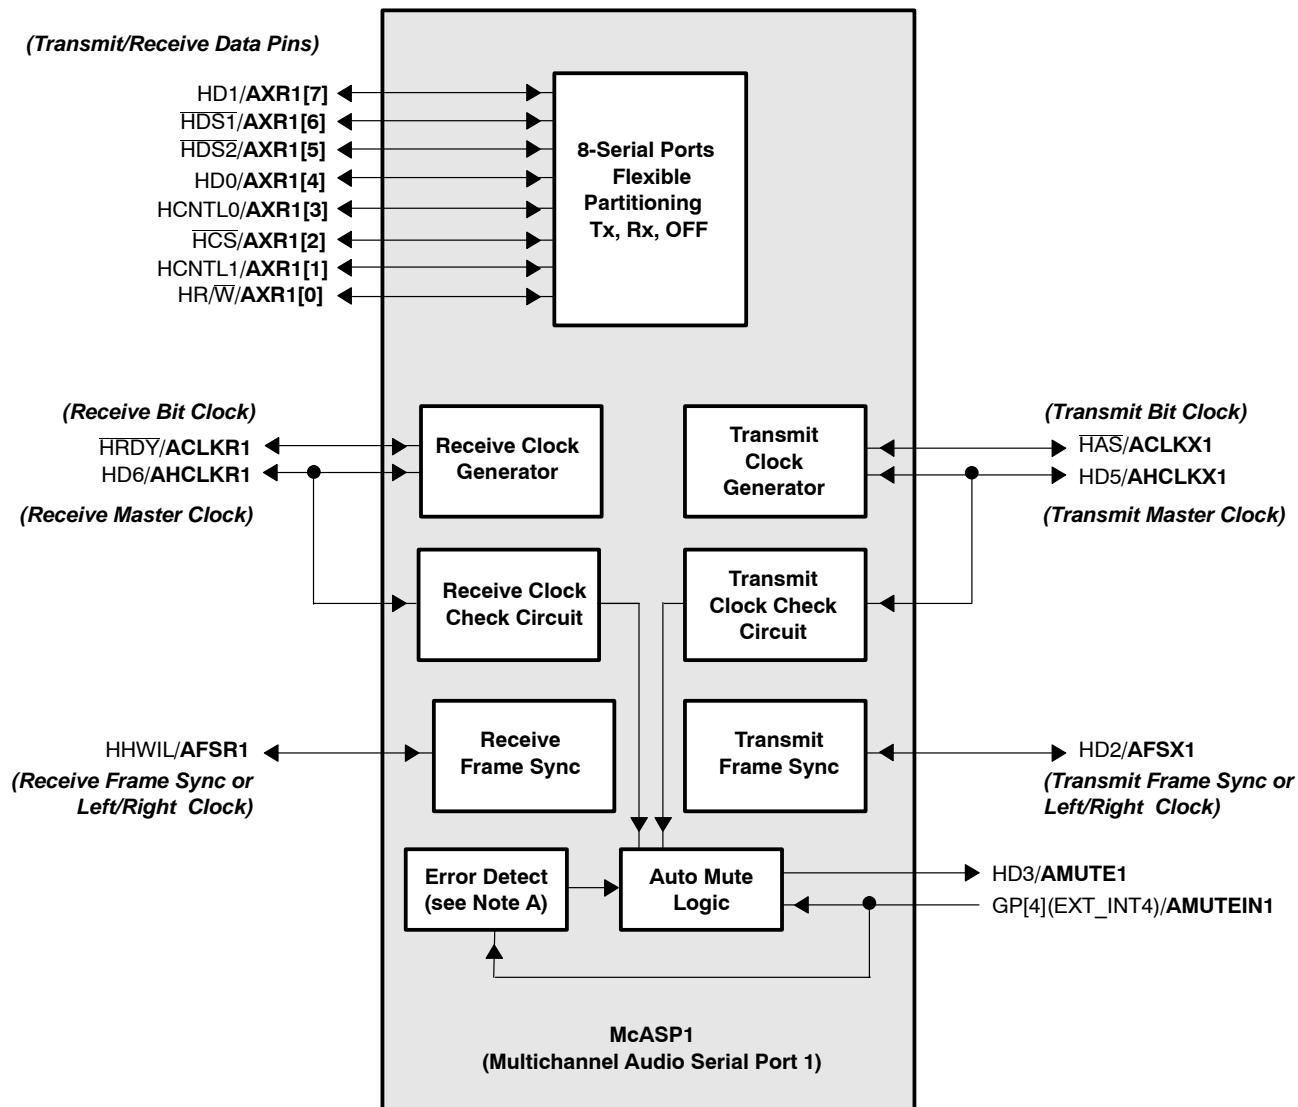 (Transmit/Receive Data Pins)
HD1/AXR1[7]
HDS1/AXR1[6]
HDS2/AXR1[5]
HD0/AXR1[4]
HCNTL0/AXR1[3]
HCS/AXR1[2]
HCNTL1/AXR1[1]
HR/W/AXR1[0]
8-Serial Ports
Flexible
Partitioning
Tx, Rx, OFF
(Receive Bit Clock)
HRDY/ACLKR1
HD6/AHCLKR1
(Receive Master Clock)
Receive Clock
Generator
Transmit
Clock
Generator
(Transmit Bit Clock)
HAS/ACLKX1
HD5/AHCLKX1
(Transmit Master Clock)
Receive Clock
Check Circuit
Transmit
Clock Check
Circuit
HHWIL/AFSR1
(Receive Frame Sync or
Left/Right Clock)
Receive
Frame Sync
Transmit
Frame Sync
HD2/AFSX1
(Transmit Frame Sync or
Left/Right Clock)
Error Detect
(see Note A)
Auto Mute
Logic
HD3/AMUTE1
GP[4](EXT_INT4)/AMUTEIN1
McASP1
(Multichannel Audio Serial Port 1)